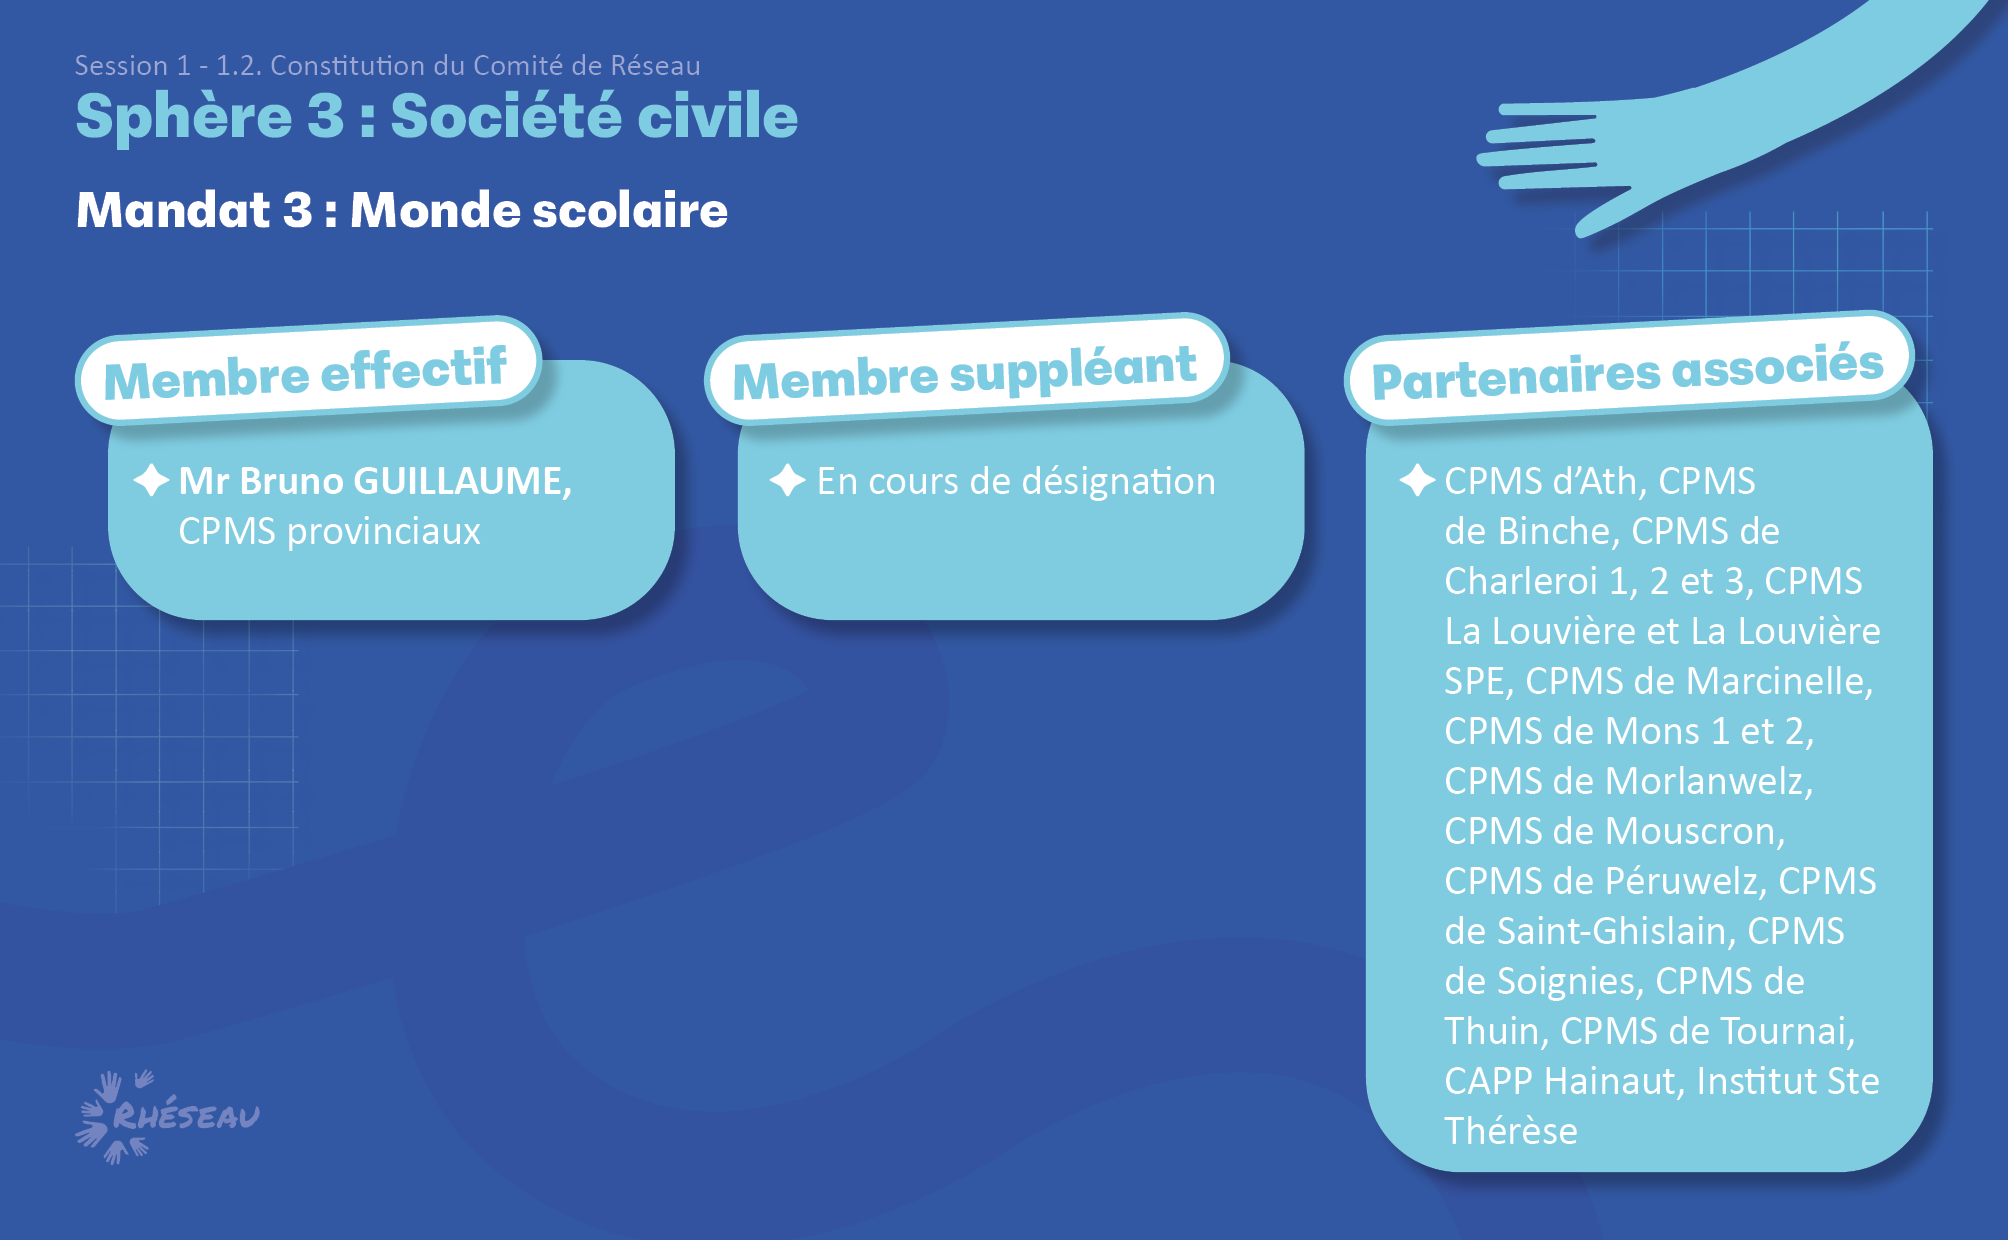 Session 1 - 1.2. Constitution du Comité de Réseau
Sphère 3 : Société civile
Mandat 3 : Monde scolaire
Membre effectif
Mr Bruno GUILLAUME,
CPMS provinciaux
Membre suppléant
En cours de désignation
Partenaires associés
CPMS d’Ath, CPMS
de Binche, CPMS de
Charleroi 1, 2 et 3, CPMS
La Louvière et La Louvière
SPE, CPMS de Marcinelle,
CPMS de Mons 1 et 2,
CPMS de Morlanwelz,
CPMS de Mouscron,
CPMS de Péruwelz, CPMS
de Saint-Ghislain, CPMS
de Soignies, CPMS de
Thuin, CPMS de Tournai,
CAPP Hainaut, Institut Ste
Thérèse
RHÉSEAU